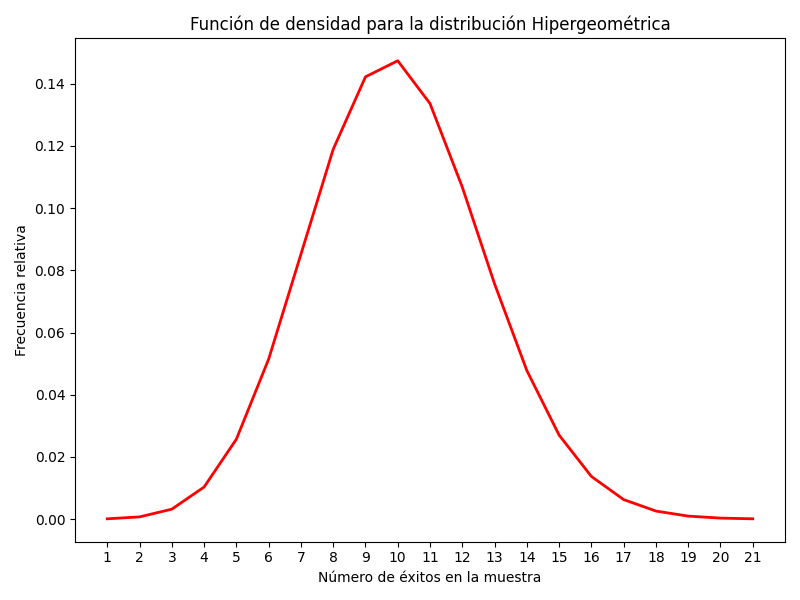 Función de densidad para la distribución Hipergeométrica
Frecuencia relativa
0.14
0.12
0.10
0.08
0.06
0.04
0.02
0.00
1 2 3 4 5 6 7 8 9 10 11 12 13 14 15 16 17 18 19 20 21
Número de éxitos en la muestra